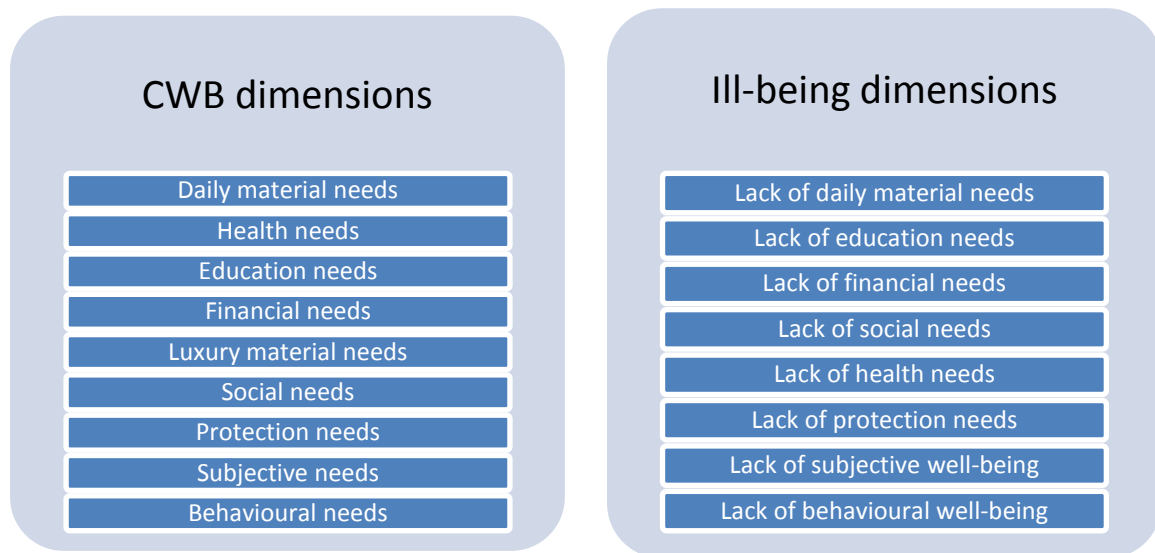 CWB dimensions
Daily material needs
Health needs
Education needs
Financial needs
Luxury material needs
Social needs
Protection needs
Subjective needs
Behavioural needs
Ill-being dimensions
Lack of daily material needs
Lack of education needs
Lack of financial needs
Lack of social needs
Lack of health needs
Lack of protection needs
Lack of subjective well-being
Lack of behavioural well-being